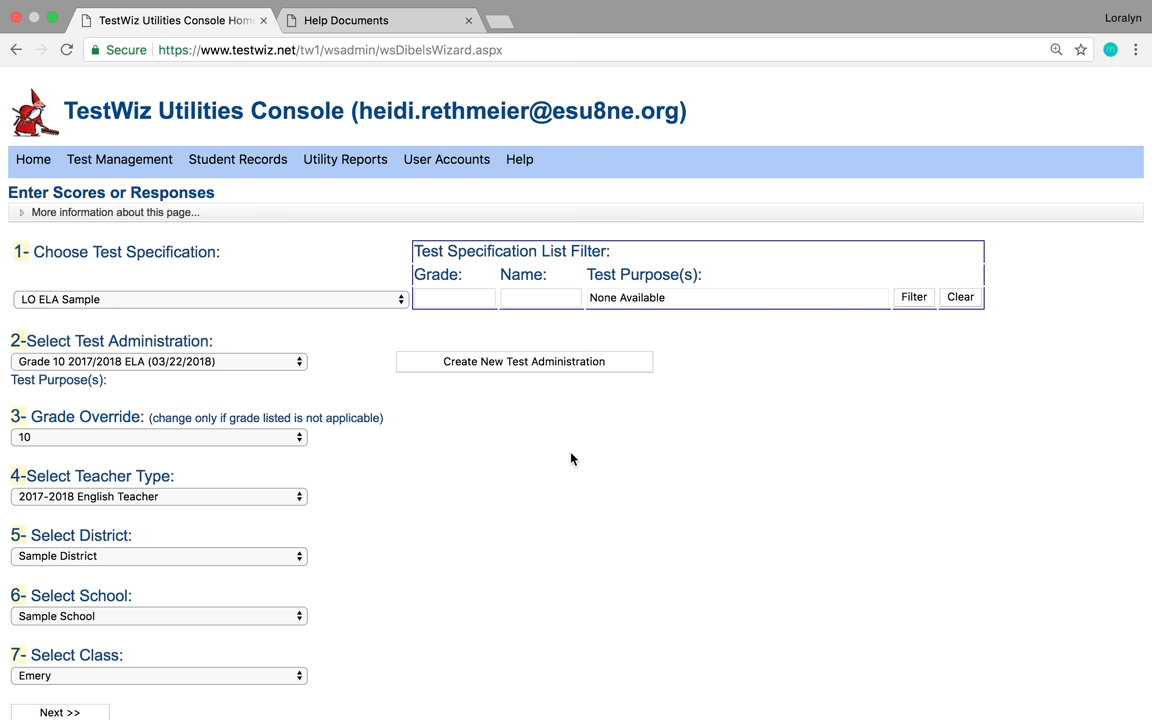 TestWiz Utilities Console Home
Help Documents
Loralyn
Secure
https://www.testwiz.net/tw1/wsadmin/wsDibelsWizard.aspx
m
TestWiz Utilities Console (heidi.rethmeier@esu8ne.org)
Home Test Management Student Records Utility Reports User Accounts Help
Enter Scores or Responses
More information about this page...
1- Choose Test Specification:
Test Specification List Filter:
Grade: Name: Test Purpose(s):
None Available Filter Clear
LO ELA Sample
2-Select Test Administration:
Grade 10 2017/2018 ELA (03/22/2018)
Create New Test Administration
Test Purpose(s):
3- Grade Override: (change only if grade listed is not applicable)
10
4-Select Teacher Type:
2017-2018 English Teacher
5- Select District:
Sample District
6- Select School:
Sample School
7- Select Class:
Emery
Next >>